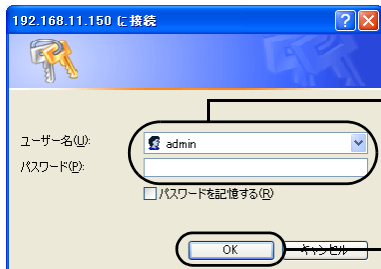 192.168.11.150 に接続
ユーザー名(U):
admin
パスワード(P):
パスワードを記憶する(R)
OK
キャンセル